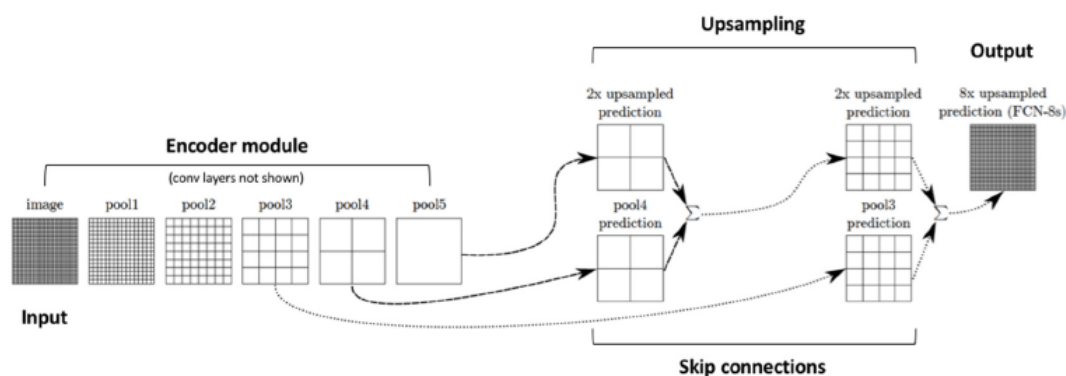 Upsampling
Output
2x upsampled
prediction
2x upsampled
prediction
8x upsampled
prediction (FCN-8s)
Encoder module
(conv layers not shown)
image pool1 pool2 pool3 pool4 pool5
pool4
prediction
Σ
pool3
prediction
Σ
Input
Skip connections